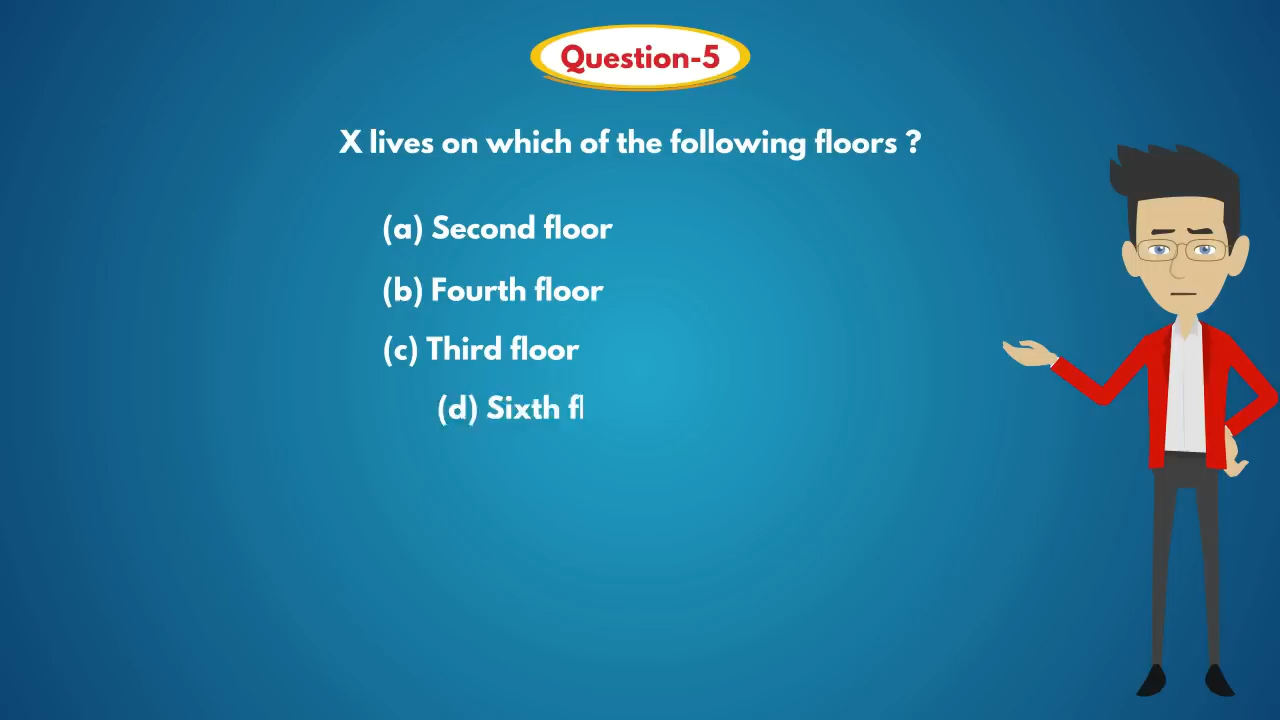 Question-5
X lives on which of the following floors ?
(a) Second floor
(b) Fourth floor
(c) Third floor
(d) Sixth fl